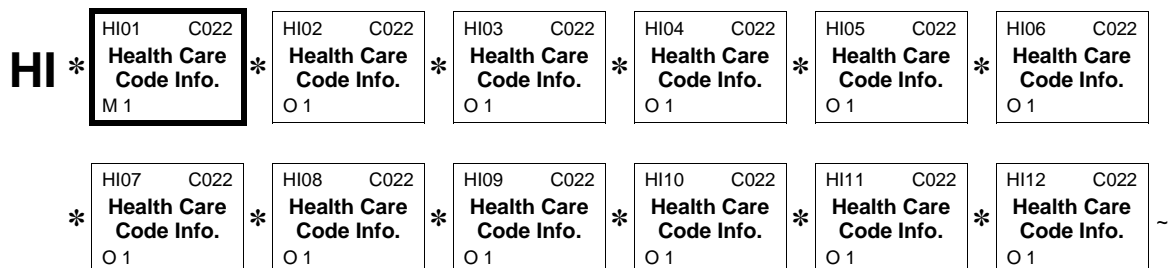 HI01 C022 HI02 C022 HI03 C022 HI04 C022 HI05 C022 HI06 C022
HI * Health Care * Health Care * Health Care * Health Care * Health Care * Health Care
Code Info. Code Info. Code Info. Code Info. Code Info. Code Info.
M 1 O 1 O 1 O 1 O 1 O 1
HI07 C022 HI08 C022 HI09 C022 HI10 C022 HI11 C022 HI12 C022
* Health Care * Health Care * Health Care * Health Care * Health Care * Health Care ~
Code Info. Code Info. Code Info. Code Info. Code Info. Code Info.
O 1 O 1 O 1 O 1 O 1 O 1